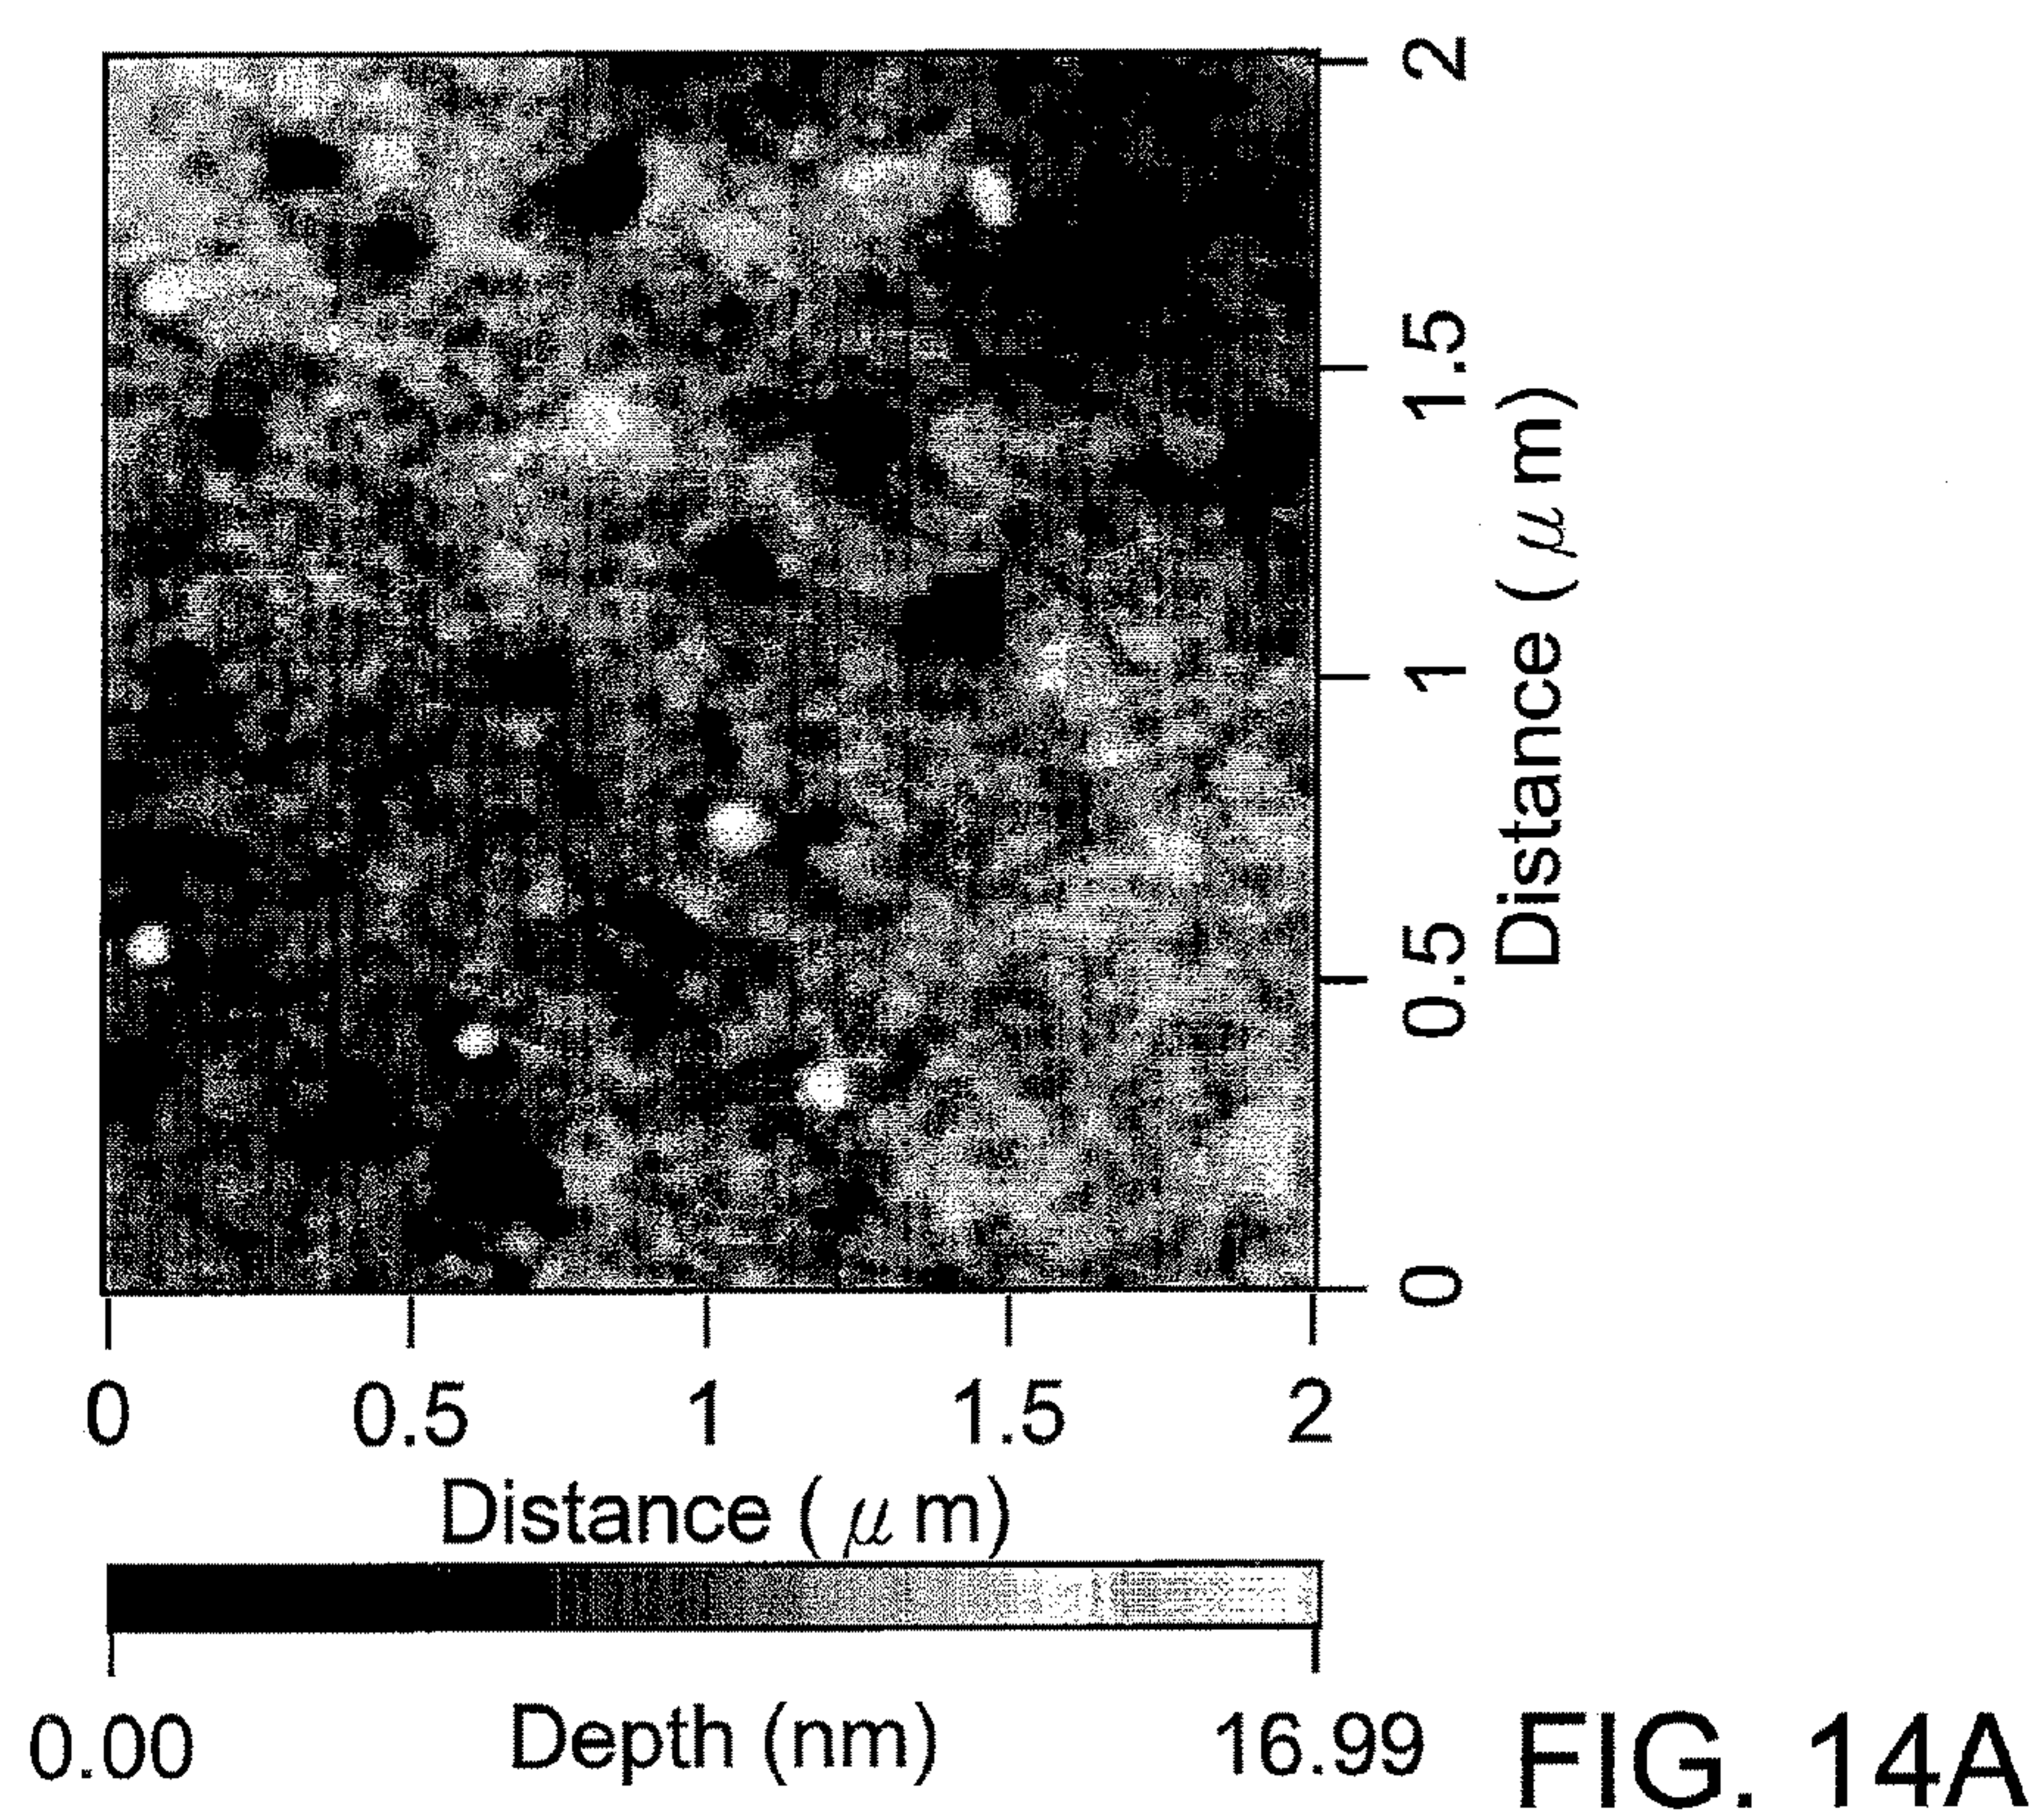 2
1.5
1
0.5
0
Distance (μm)
0 0.5 1 1.5 2
Distance (μm)
0.00 Depth (nm) 16.99
FIG. 14A